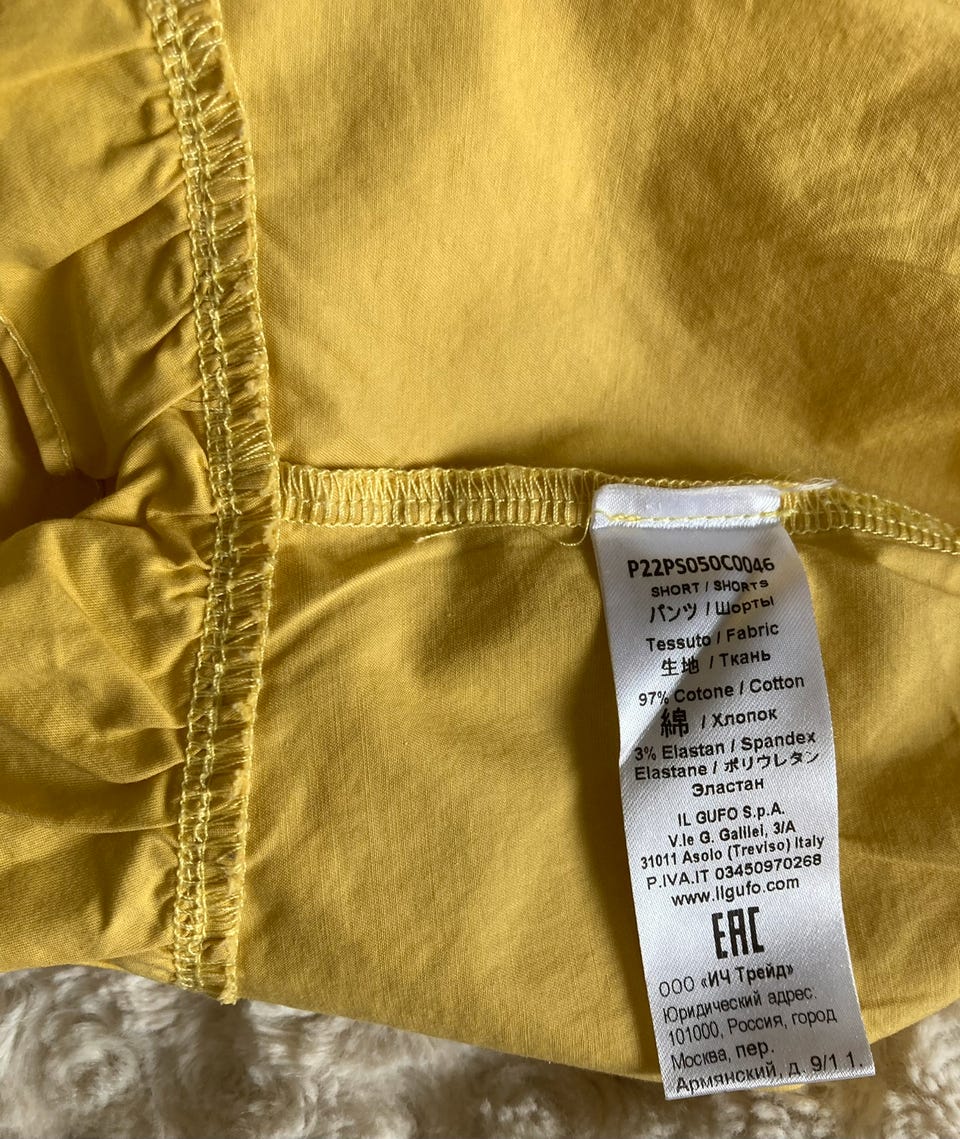 P22PS050C0046
SHORT / SHORTS
パンツ / Шорты
Tessuto / Fabric
生地 / Ткань
97% Cotone / Cotton
綿 / Хлопок
3% Elastan / Spandex
Elastane / ポリウレタン
Эластан
IL GUFO S.p.A.
V.le G. Galilei, 3/A
31011 Asolo (Treviso) Italy
P.IVA.IT 03450970268
www.ilgufo.com
EAC
ООО «ИЧ Трейд»
Юридический адрес:
101000, Россия, город
Москва, пер.
Армянский, д. 9/1 1.